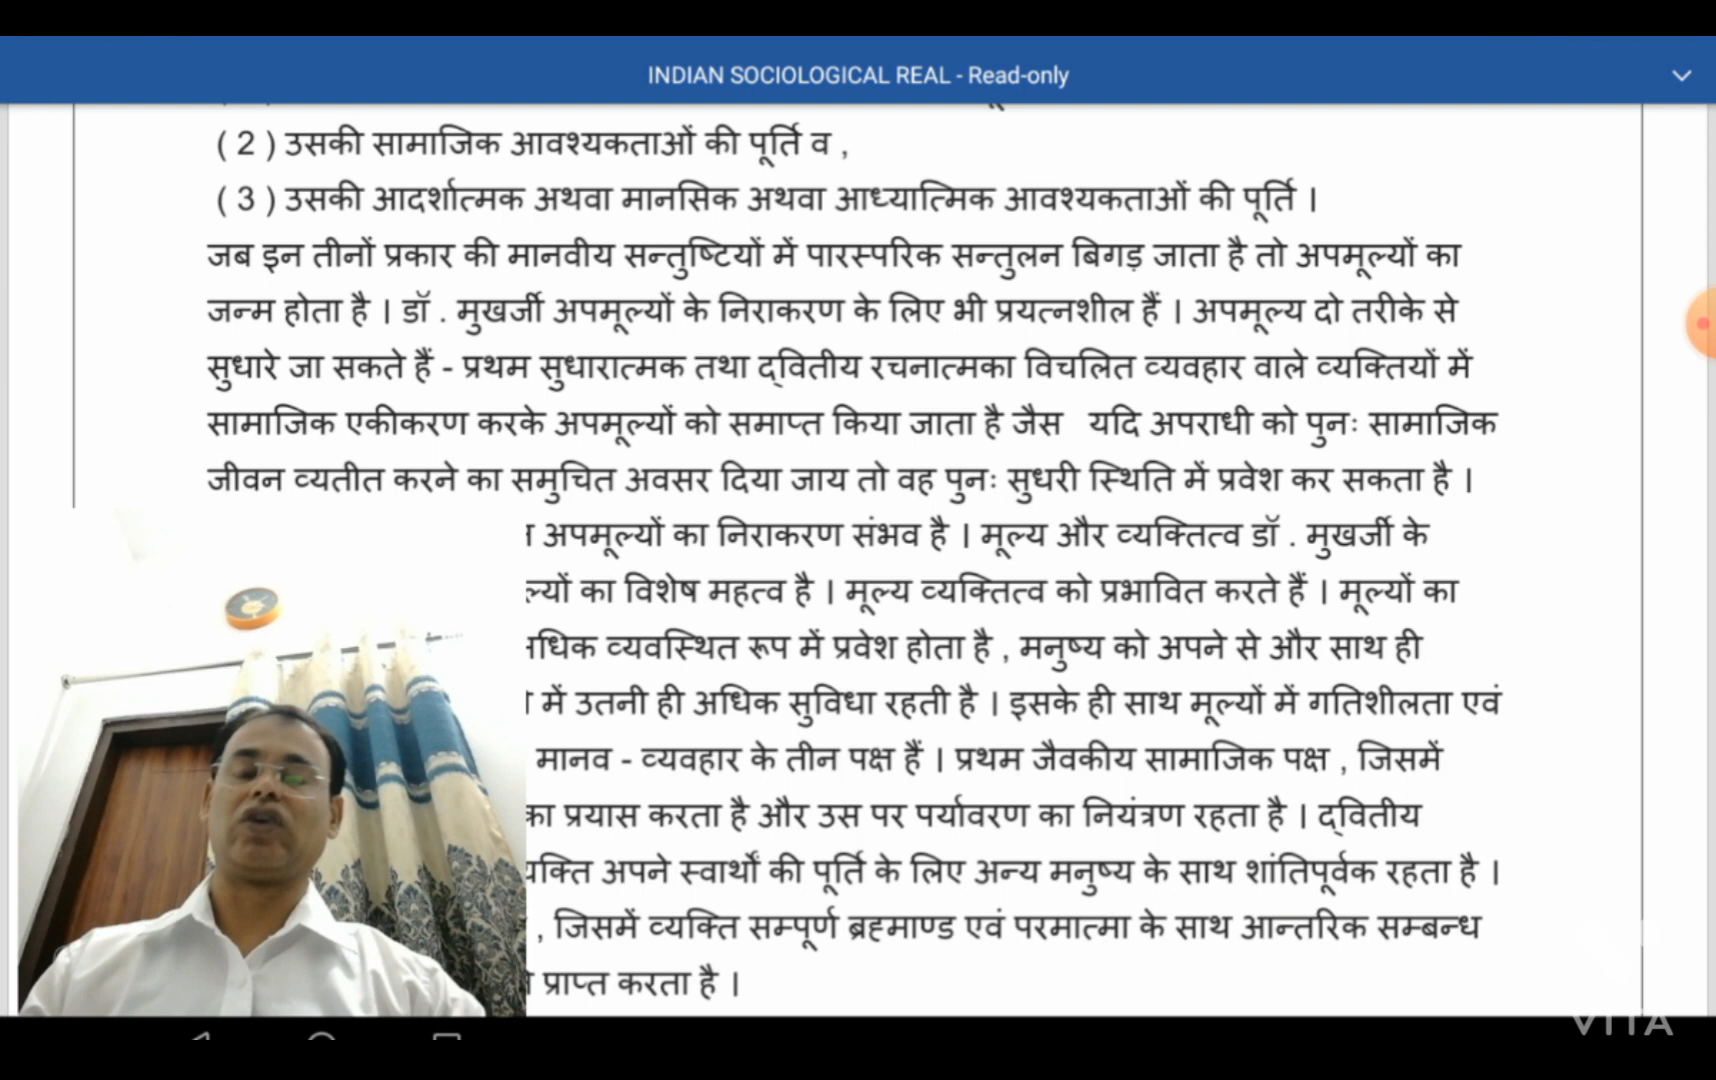 INDIAN SOCIOLOGICAL REAL - Read-only
( 2 ) उसकी सामाजिक आवश्यकताओं की पूर्ति व ,
( 3 ) उसकी आदर्शात्मक अथवा मानसिक अथवा आध्यात्मिक आवश्यकताओं की पूर्ति ।
जब इन तीनों प्रकार की मानवीय सन्तुष्टियों में पारस्परिक सन्तुलन बिगड़ जाता है तो अपमूल्यों का
जन्म होता है । डॉ . मुखर्जी अपमूल्यों के निराकरण के लिए भी प्रयत्नशील हैं । अपमूल्य दो तरीके से
सुधारे जा सकते हैं - प्रथम सुधारात्मक तथा द्वितीय रचनात्मका विचलित व्यवहार वाले व्यक्तियों में
सामाजिक एकीकरण करके अपमूल्यों को समाप्त किया जाता है जैस यदि अपराधी को पुनः सामाजिक
जीवन व्यतीत करने का समुचित अवसर दिया जाय तो वह पुनः सुधरी स्थिति में प्रवेश कर सकता है ।
अपमूल्यों का निराकरण संभव है । मूल्य और व्यक्तित्व डॉ . मुखर्जी के
का विशेष महत्व है । मूल्य व्यक्तित्व को प्रभावित करते हैं । मूल्यों का
व्यवस्थित रूप में प्रवेश होता है , मनुष्य को अपने से और साथ ही
में उतनी ही अधिक सुविधा रहती है । इसके ही साथ मूल्यों में गतिशीलता एवं
मानव - व्यवहार के तीन पक्ष हैं । प्रथम जैवकीय सामाजिक पक्ष , जिसमें
का प्रयास करता है और उस पर पर्यावरण का नियंत्रण रहता है । द्वितीय
अपने स्वार्थों की पूर्ति के लिए अन्य मनुष्य के साथ शांतिपूर्वक रहता है ।
, जिसमें व्यक्ति सम्पूर्ण ब्रह्माण्ड एवं परमात्मा के साथ आन्तरिक सम्बन्ध
प्राप्त करता है ।
VITA